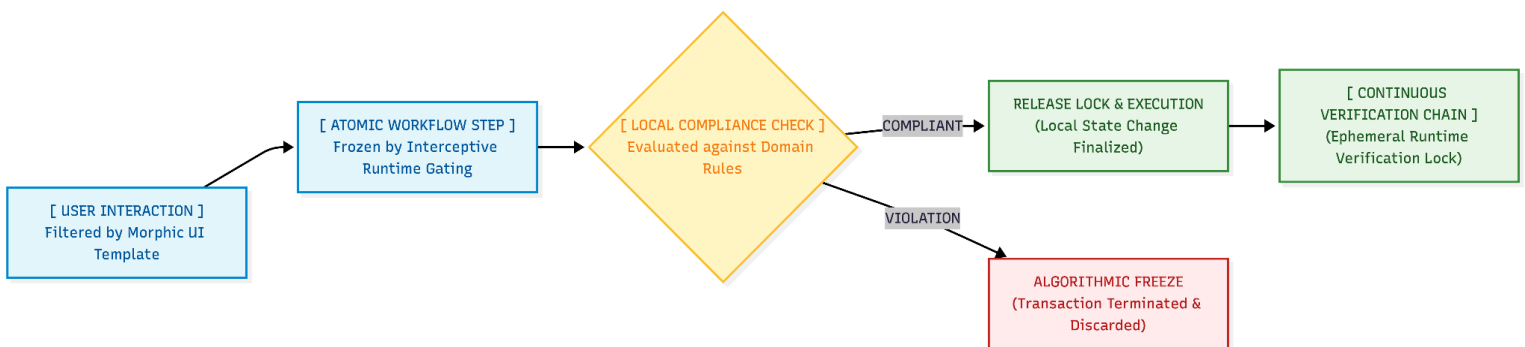 [ USER INTERACTION ]
Filtered by Morphic UI
Template
[ ATOMIC WORKFLOW STEP ]
Frozen by Interceptive
Runtime Gating
[ LOCAL COMPLIANCE CHECK ]
Evaluated against Domain
Rules
COMPLIANT
RELEASE LOCK & EXECUTION
(Local State Change
Finalized)
[ CONTINUOUS
VERIFICATION CHAIN ]
(Ephemeral Runtime
Verification Lock)
VIOLATION
ALGORITHMIC FREEZE
(Transaction Terminated &
Discarded)